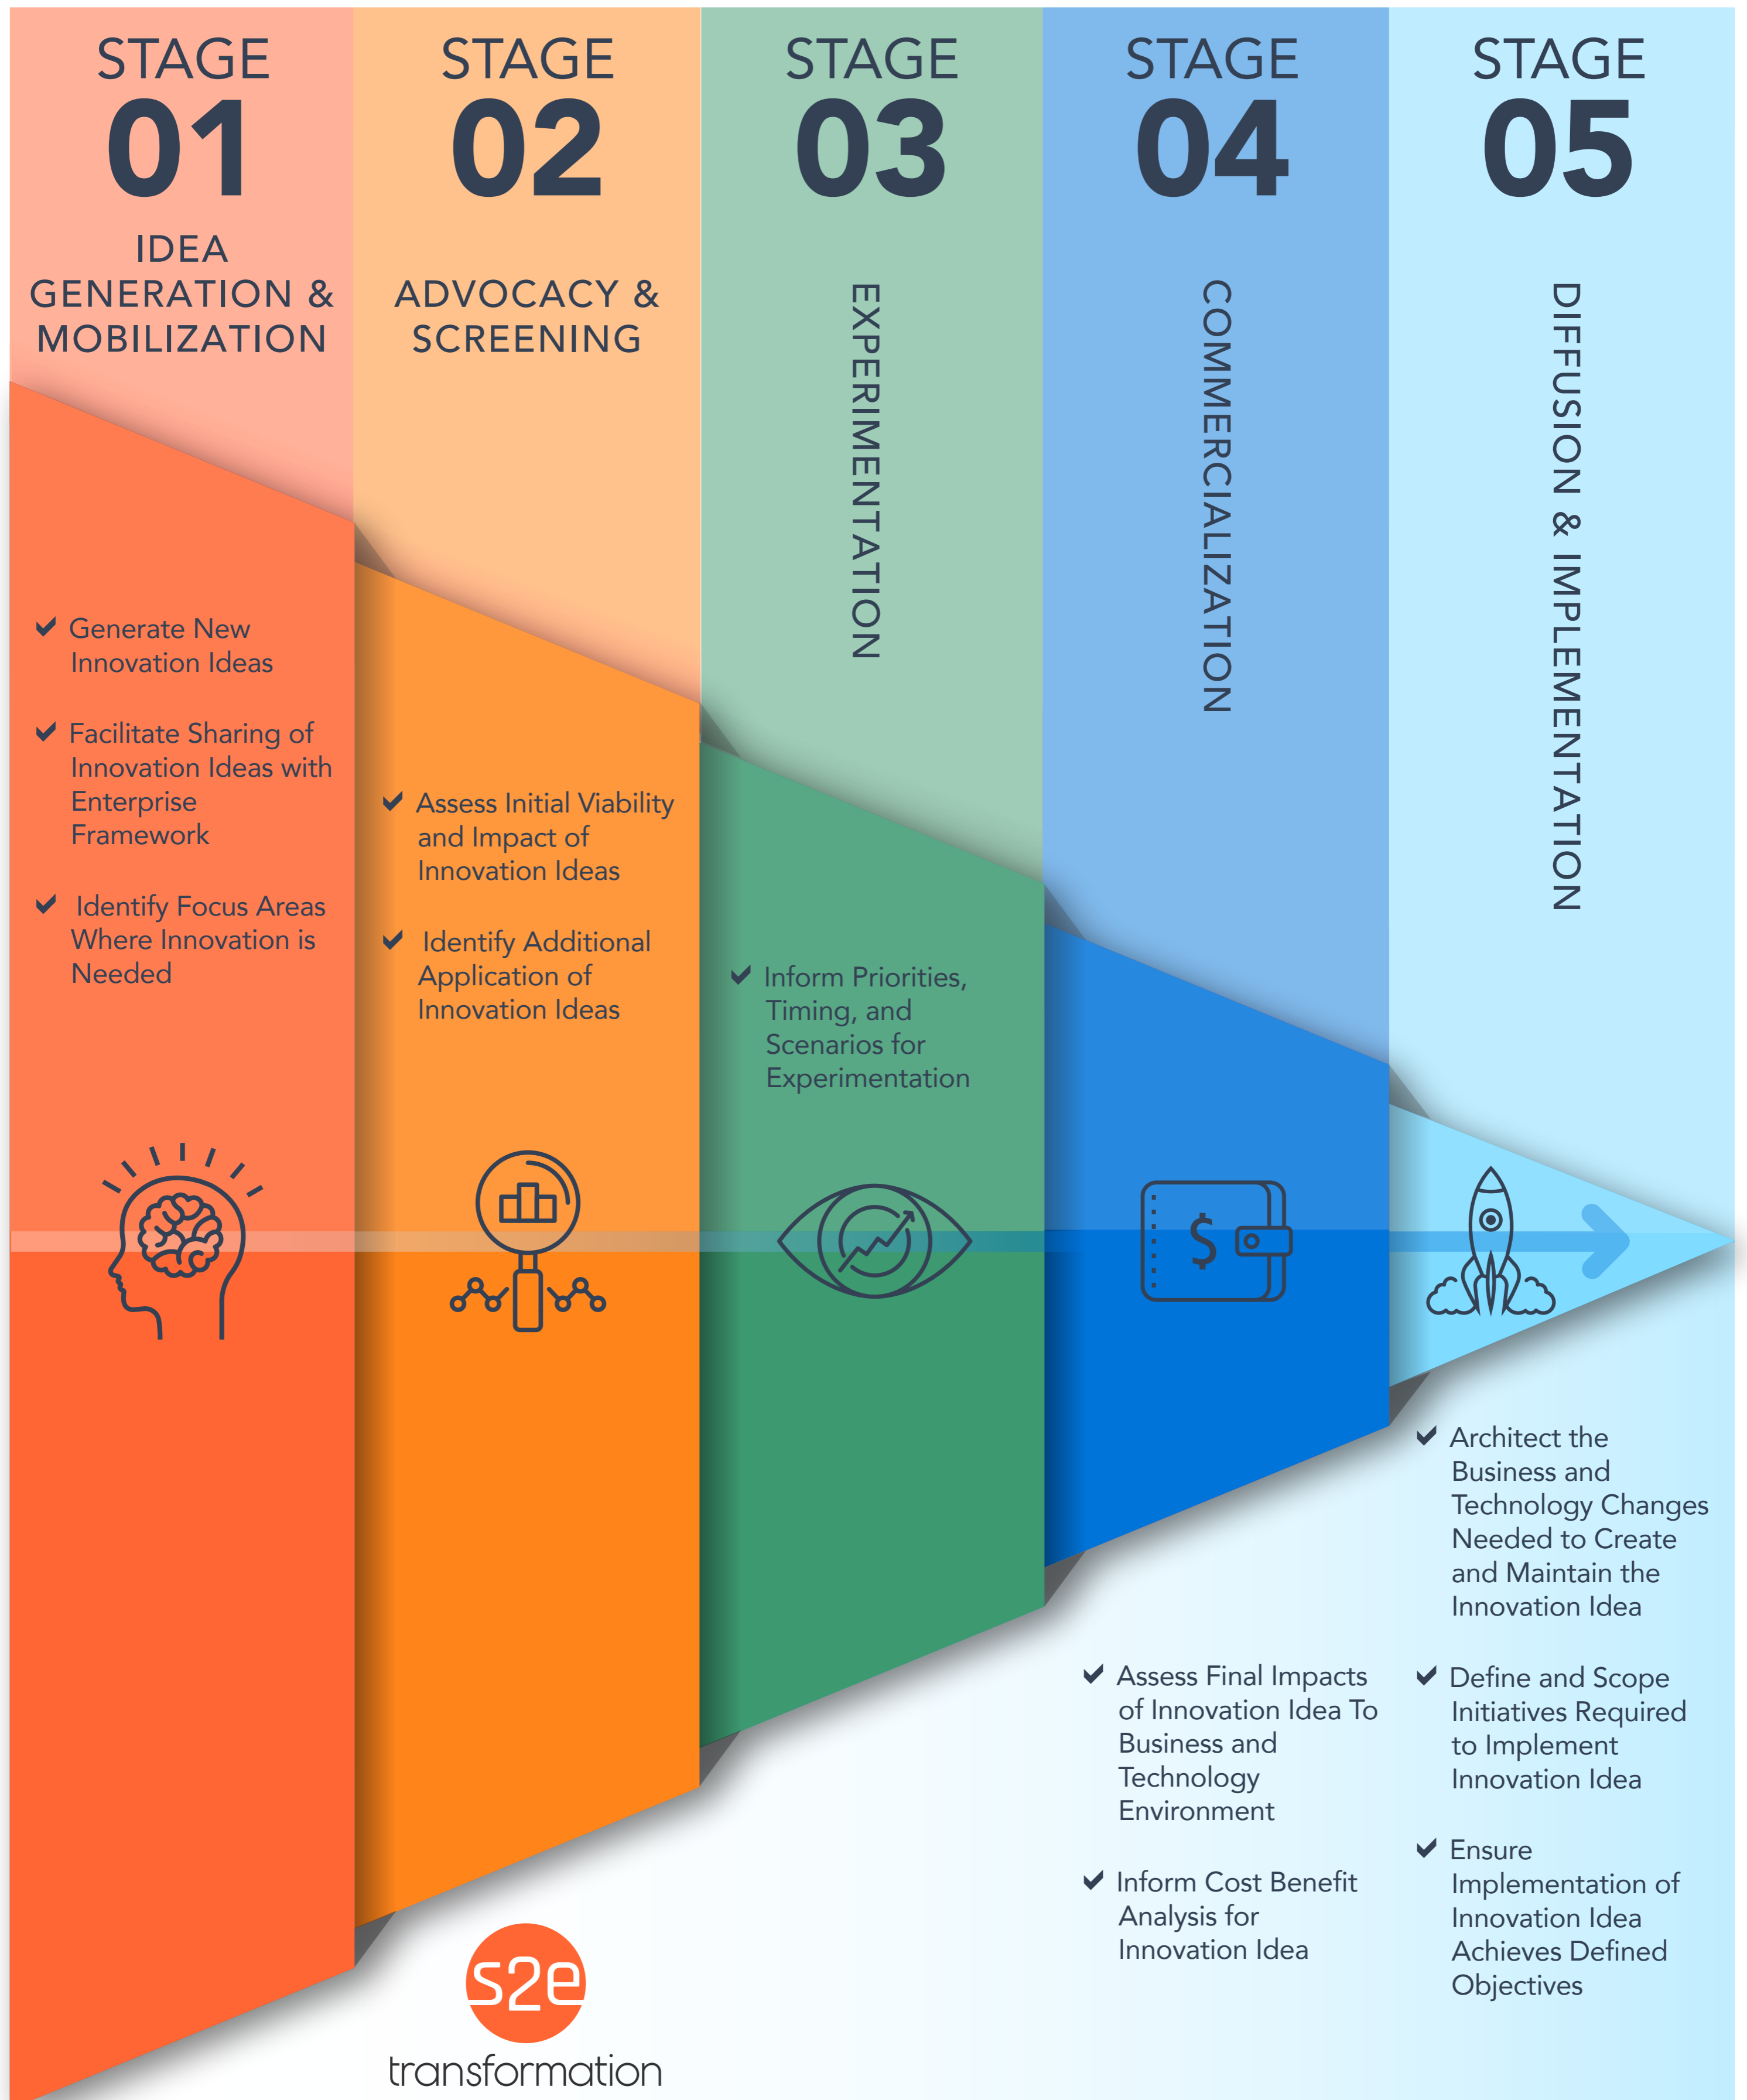 STAGE
01
IDEA
GENERATION &
MOBILIZATION
Generate New
Innovation Ideas
Facilitate Sharing of
Innovation Ideas with
Enterprise
Framework
Identify Focus Areas
Where Innovation is
Needed
STAGE
02
ADVOCACY &
SCREENING
Assess Initial Viability
and Impact of
Innovation Ideas
Identify Additional
Application of
Innovation Ideas
STAGE
03
EXPERIMENTATION
Inform Priorities,
Timing, and
Scenarios for
Experimentation
STAGE
04
COMMERCIALIZATION
$
Assess Final Impacts
of Innovation Idea To
Business and
Technology
Environment
Inform Cost Benefit
Analysis for
Innovation Idea
STAGE
05
DIFFUSION & IMPLEMENTATION
Architect the
Business and
Technology Changes
Needed to Create
and Maintain the
Innovation Idea
Define and Scope
Initiatives Required
to Implement
Innovation Idea
Ensure
Implementation of
Innovation Idea
Achieves Defined
Objectives
s2e
transformation